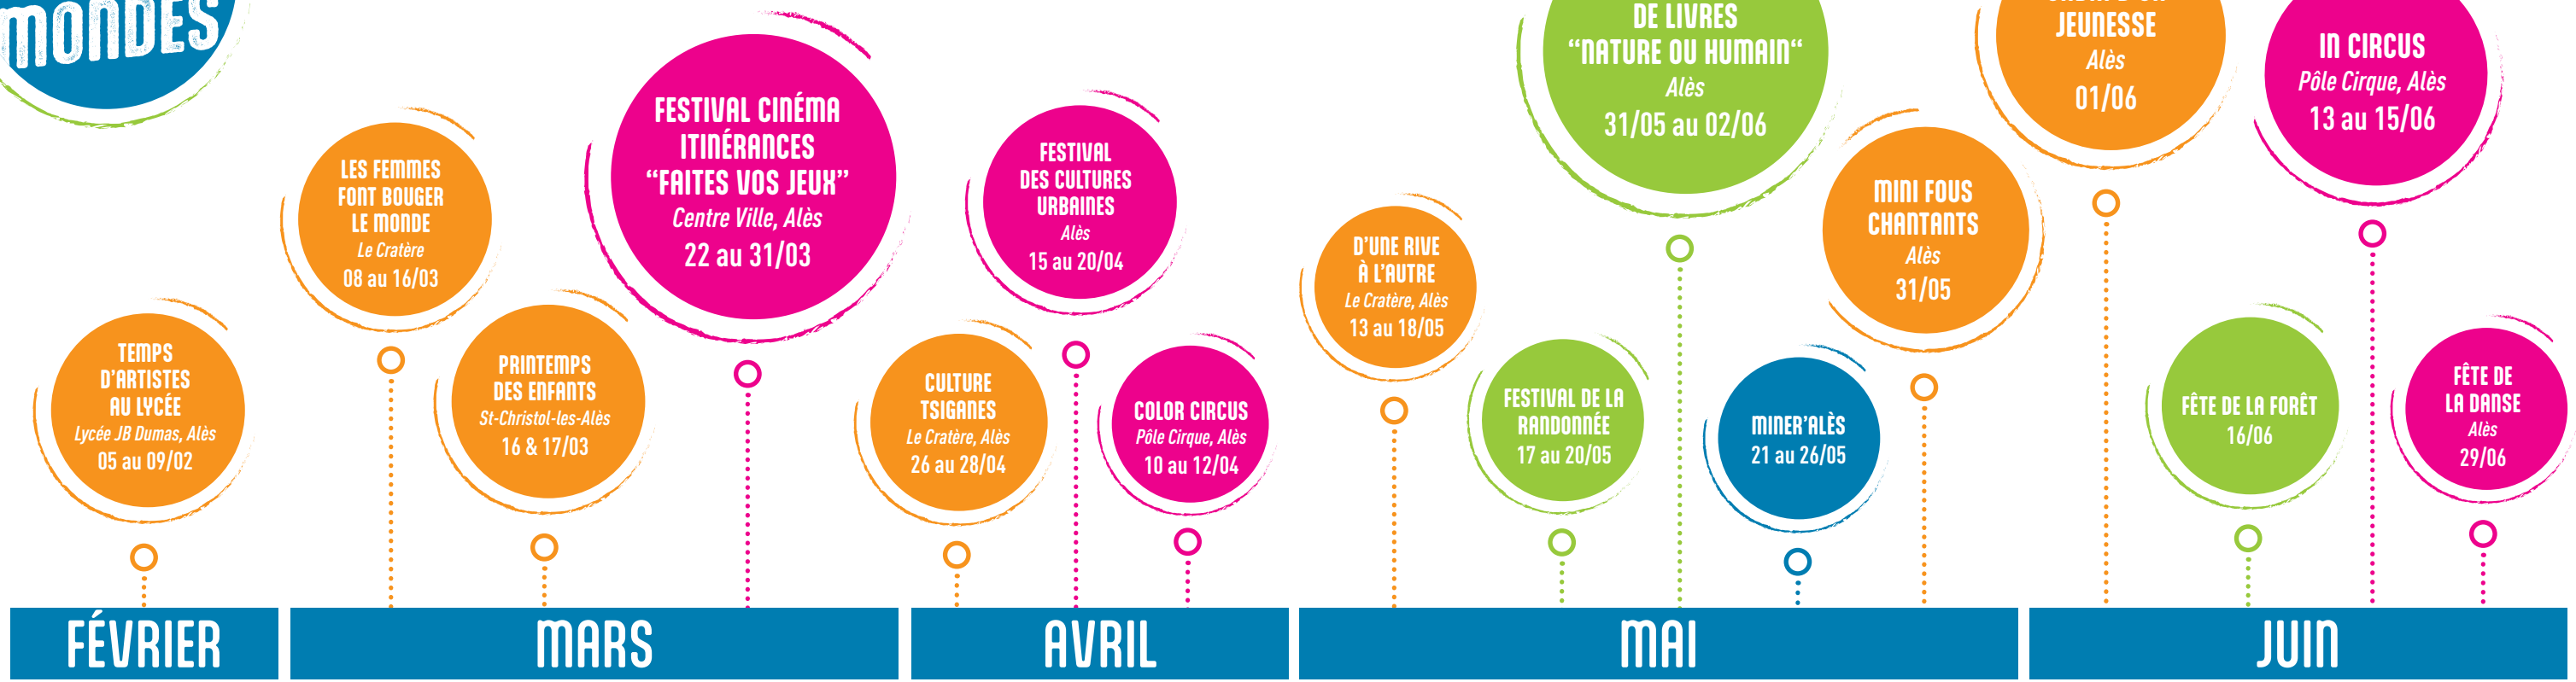 MONDES
TEMPS
D'ARTISTES
AU LYCÉE
Lycée JB Dumas, Alès
05 au 09/02
LES FEMMES
FONT BOUGER
LE MONDE
Le Cratère
08 au 16/03
PRINTEMPS
DES ENFANTS
St-Christol-les-Alès
16 & 17/03
FESTIVAL CINÉMA
ITINÉRANCES
“FAITES VOS JEUX”
Centre Ville, Alès
22 au 31/03
CULTURE
TSIGANES
Le Cratère, Alès
26 au 28/04
FESTIVAL
DES CULTURES
URBAINES
Alès
15 au 20/04
COLOR CIRCUS
Pôle Cirque, Alès
10 au 12/04
D'UNE RIVE
À L'AUTRE
Le Cratère, Alès
13 au 18/05
FESTIVAL DE LA
RANDONNÉE
17 au 20/05
DE LIVRES
“NATURE OU HUMAIN“
Alès
31/05 au 02/06
MINER'ALÈS
21 au 26/05
MINI FOUS
CHANTANTS
Alès
31/05
JEUNESSE
Alès
01/06
FÊTE DE LA FORÊT
16/06
IN CIRCUS
Pôle Cirque, Alès
13 au 15/06
FÊTE DE
LA DANSE
Alès
29/06
FÉVRIER
MARS
AVRIL
MAI
JUIN